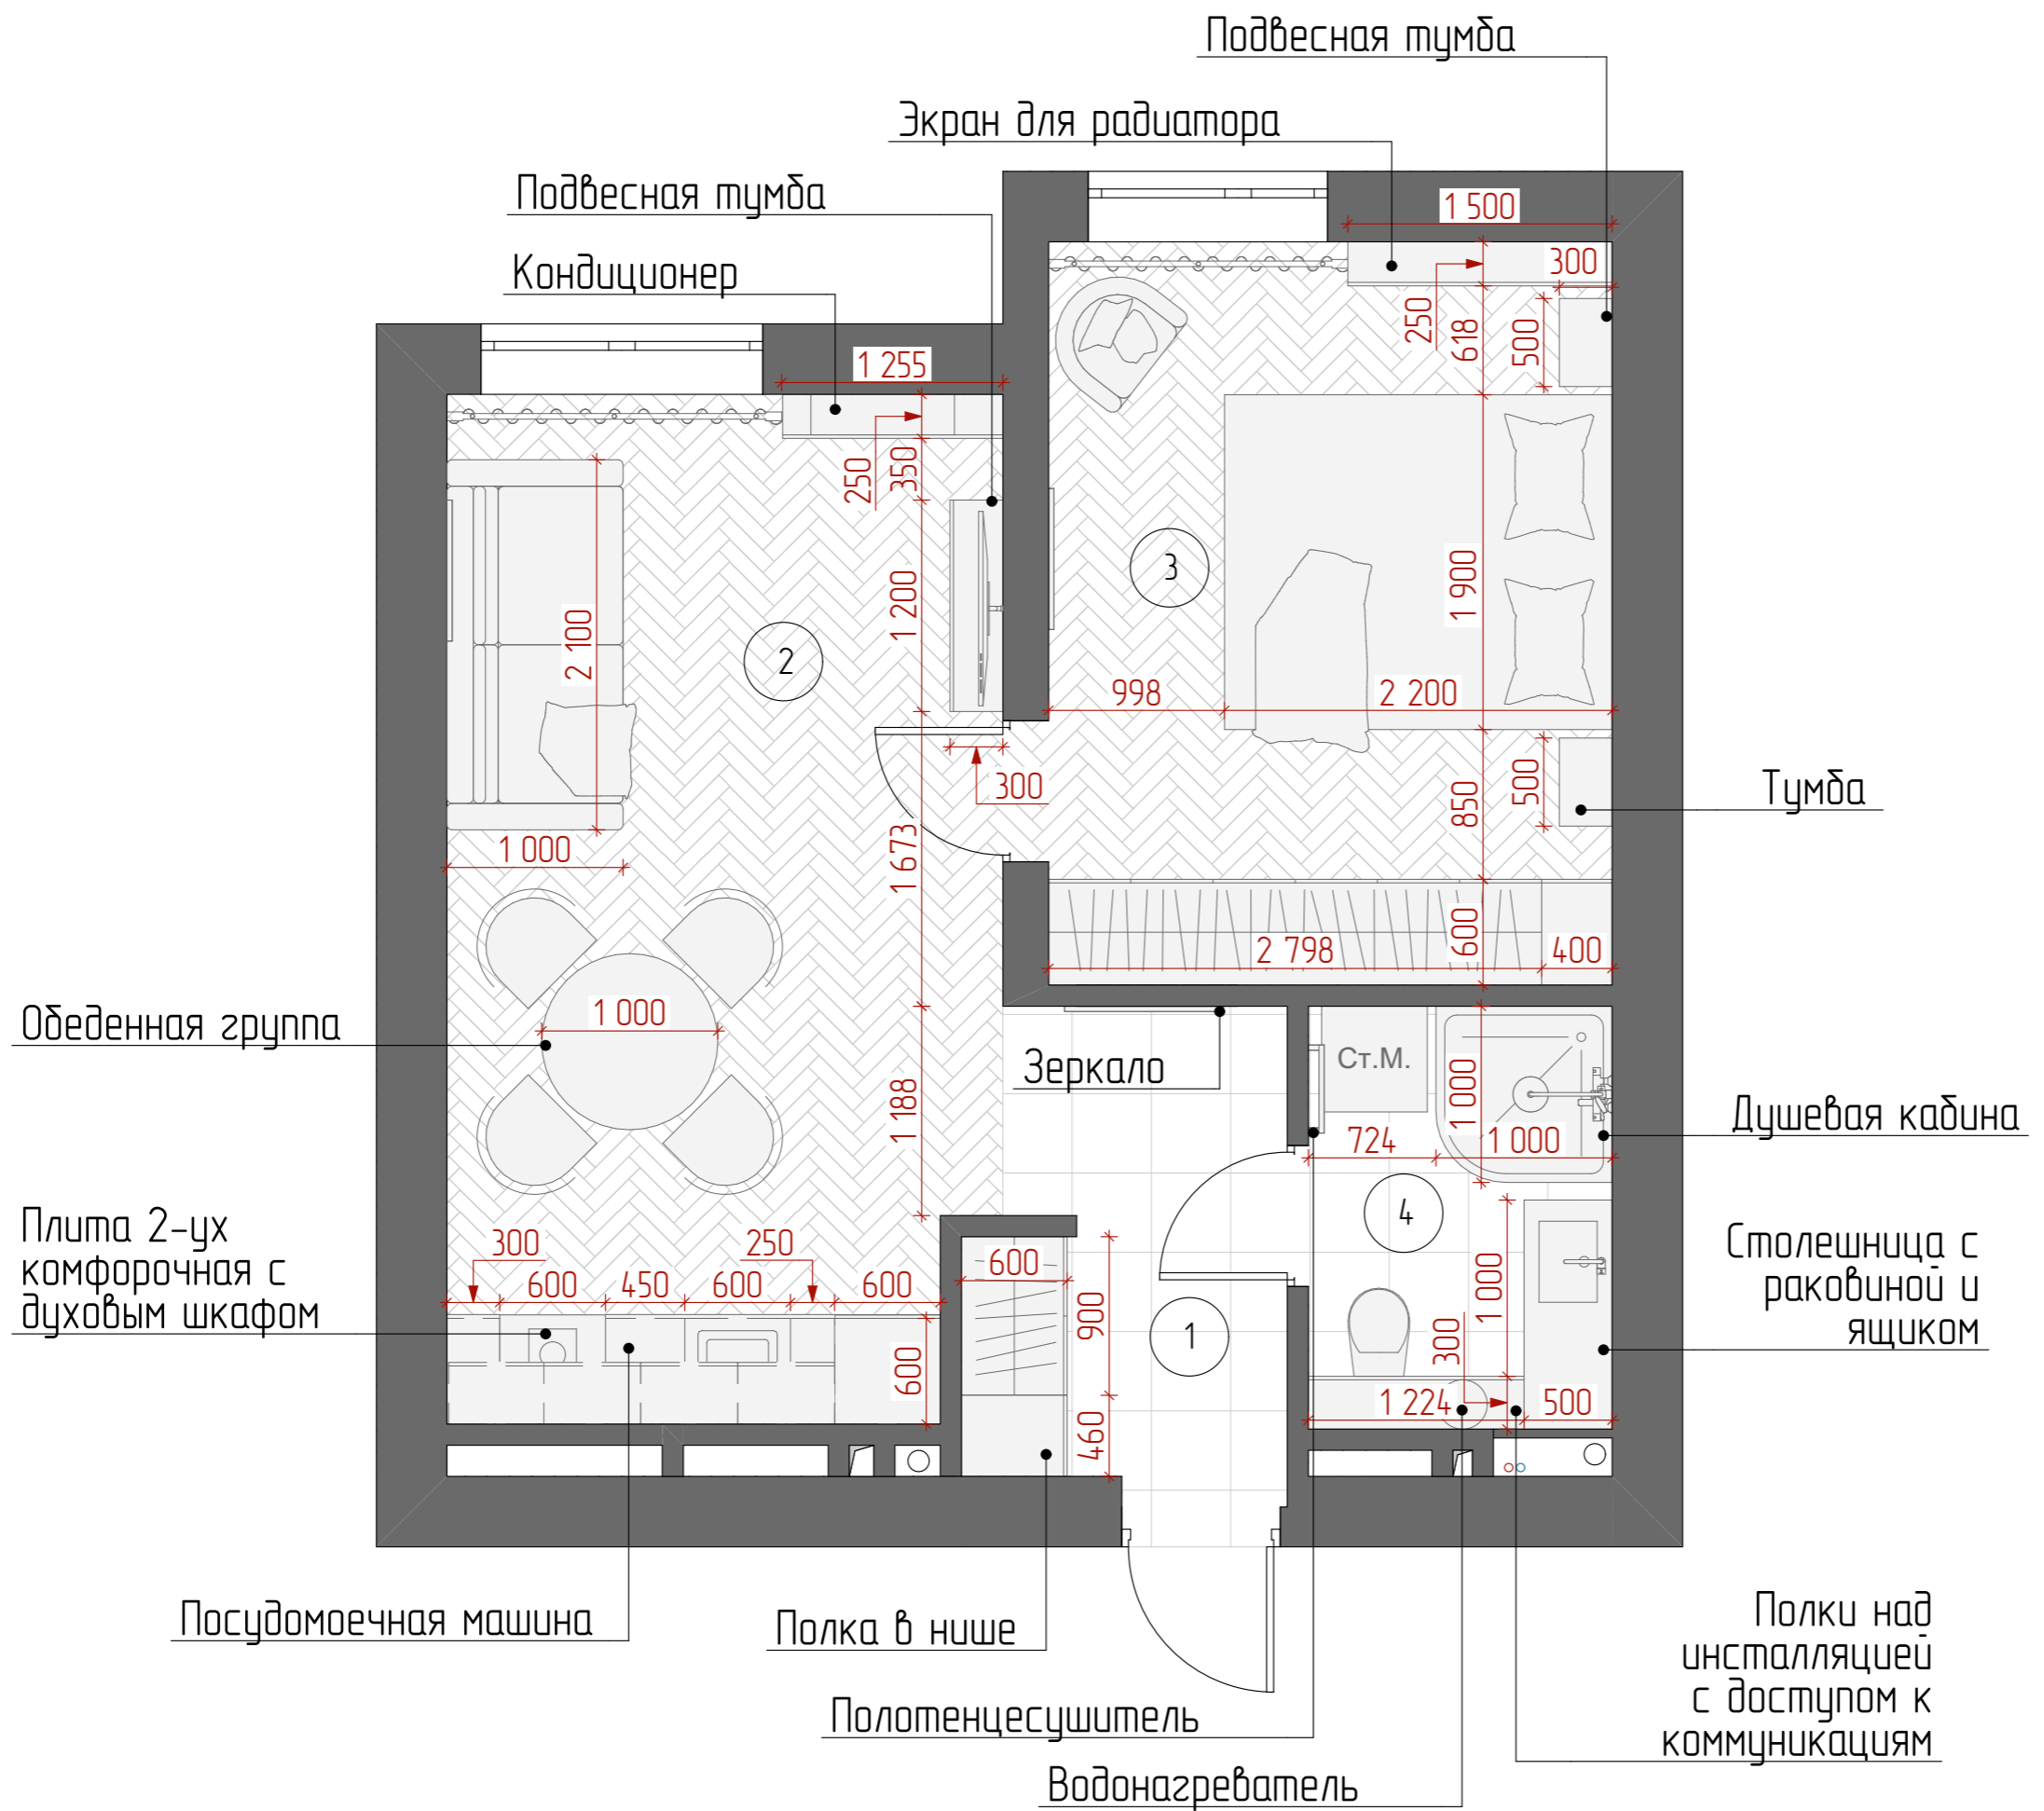 Подвесная тумба
Экран для радиатора
Подвесная тумба
Кондиционер
1 500
300
250
618
500
1 255
250
350
3
1 900
1 200
2 100
2
998
2 200
300
850
500
Тумба
1 673
1 000
600
2 798
400
Обеденная группа
1 000
Зеркало
Ст.М.
1 000
1 188
724
1 000
Душевая кабина
4
Плита 2-ух
комфорочная с
духовым шкафом
300
250
600
450
600
600
600
600
900
460
1
1 000
300
1 224
500
Столешница с
раковиной и
ящиком
Посудомоечная машина
Полка в нише
Полотенцесушитель
Водонагреватель
Полки над
инсталляцией
с доступом к
коммуникациям